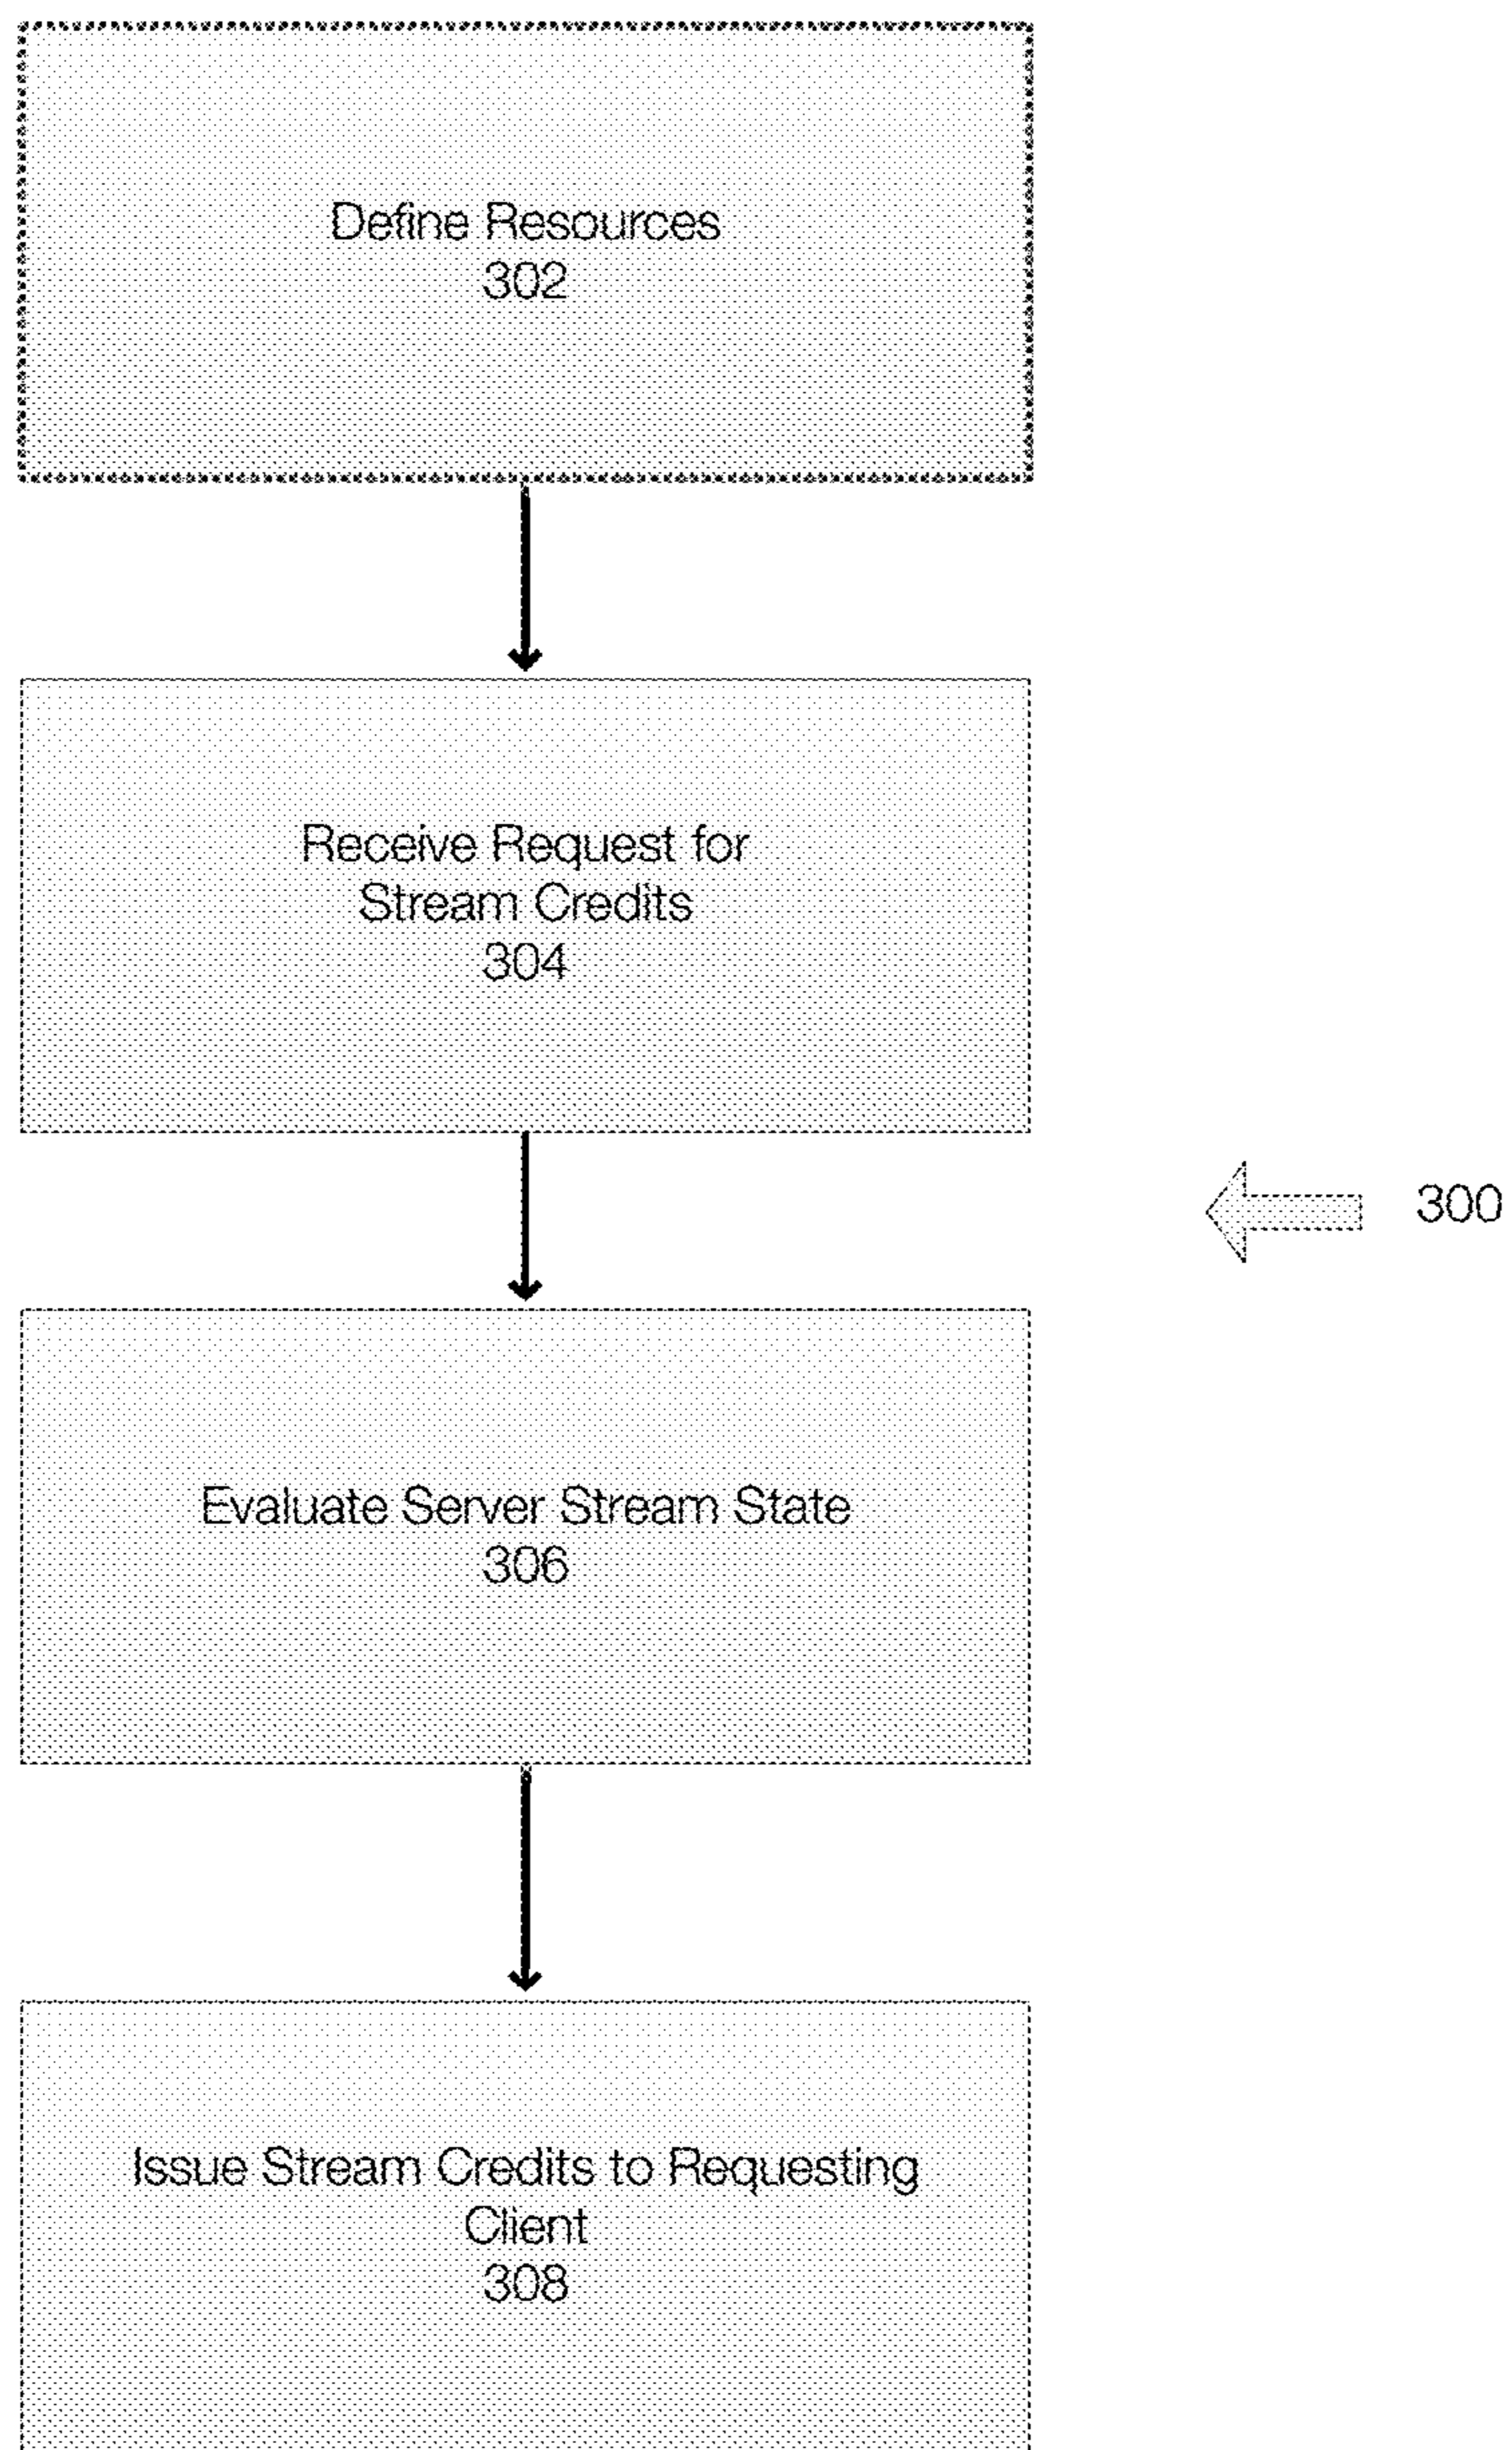 Define Resources
302
Receive Request for
Stream Credits
304
300
Evaluate Server Stream State
306
Issue Stream Credits to Requesting
Client
308